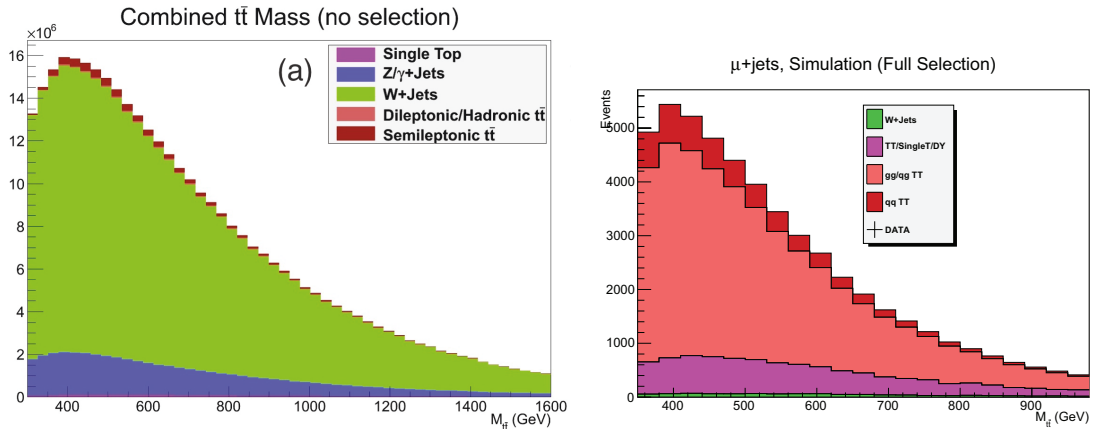 Combined tt̄ Mass (no selection)
×10⁶
16
14
12
10
8
6
4
2
0
(a)
Single Top
Z/γ+Jets
W+Jets
Dileptonic/Hadronic tt̄
Semileptonic tt̄
400
600
800
1000
1200
1400
1600
M_tt̄ (GeV)
μ+jets, Simulation (Full Selection)
Events
5000
4000
3000
2000
1000
0
W+Jets
TT/SingleT/DY
gg/qg TT
qq TT
DATA
400
500
600
700
800
900
M_tt̄ (GeV)